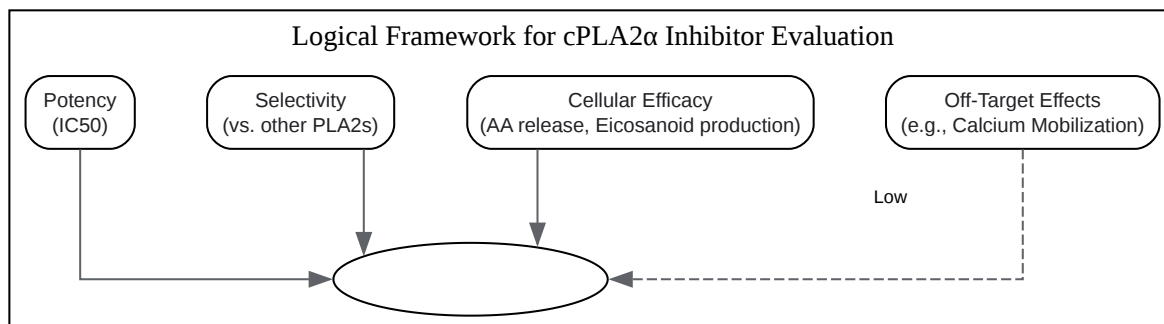 Logical Framework for cPLA2α Inhibitor Evaluation
Potency
(IC50)
Selectivity
(vs. other PLA2s)
Cellular Efficacy
(AA release, Eicosanoid production)
Off-Target Effects
(e.g., Calcium Mobilization)
Low